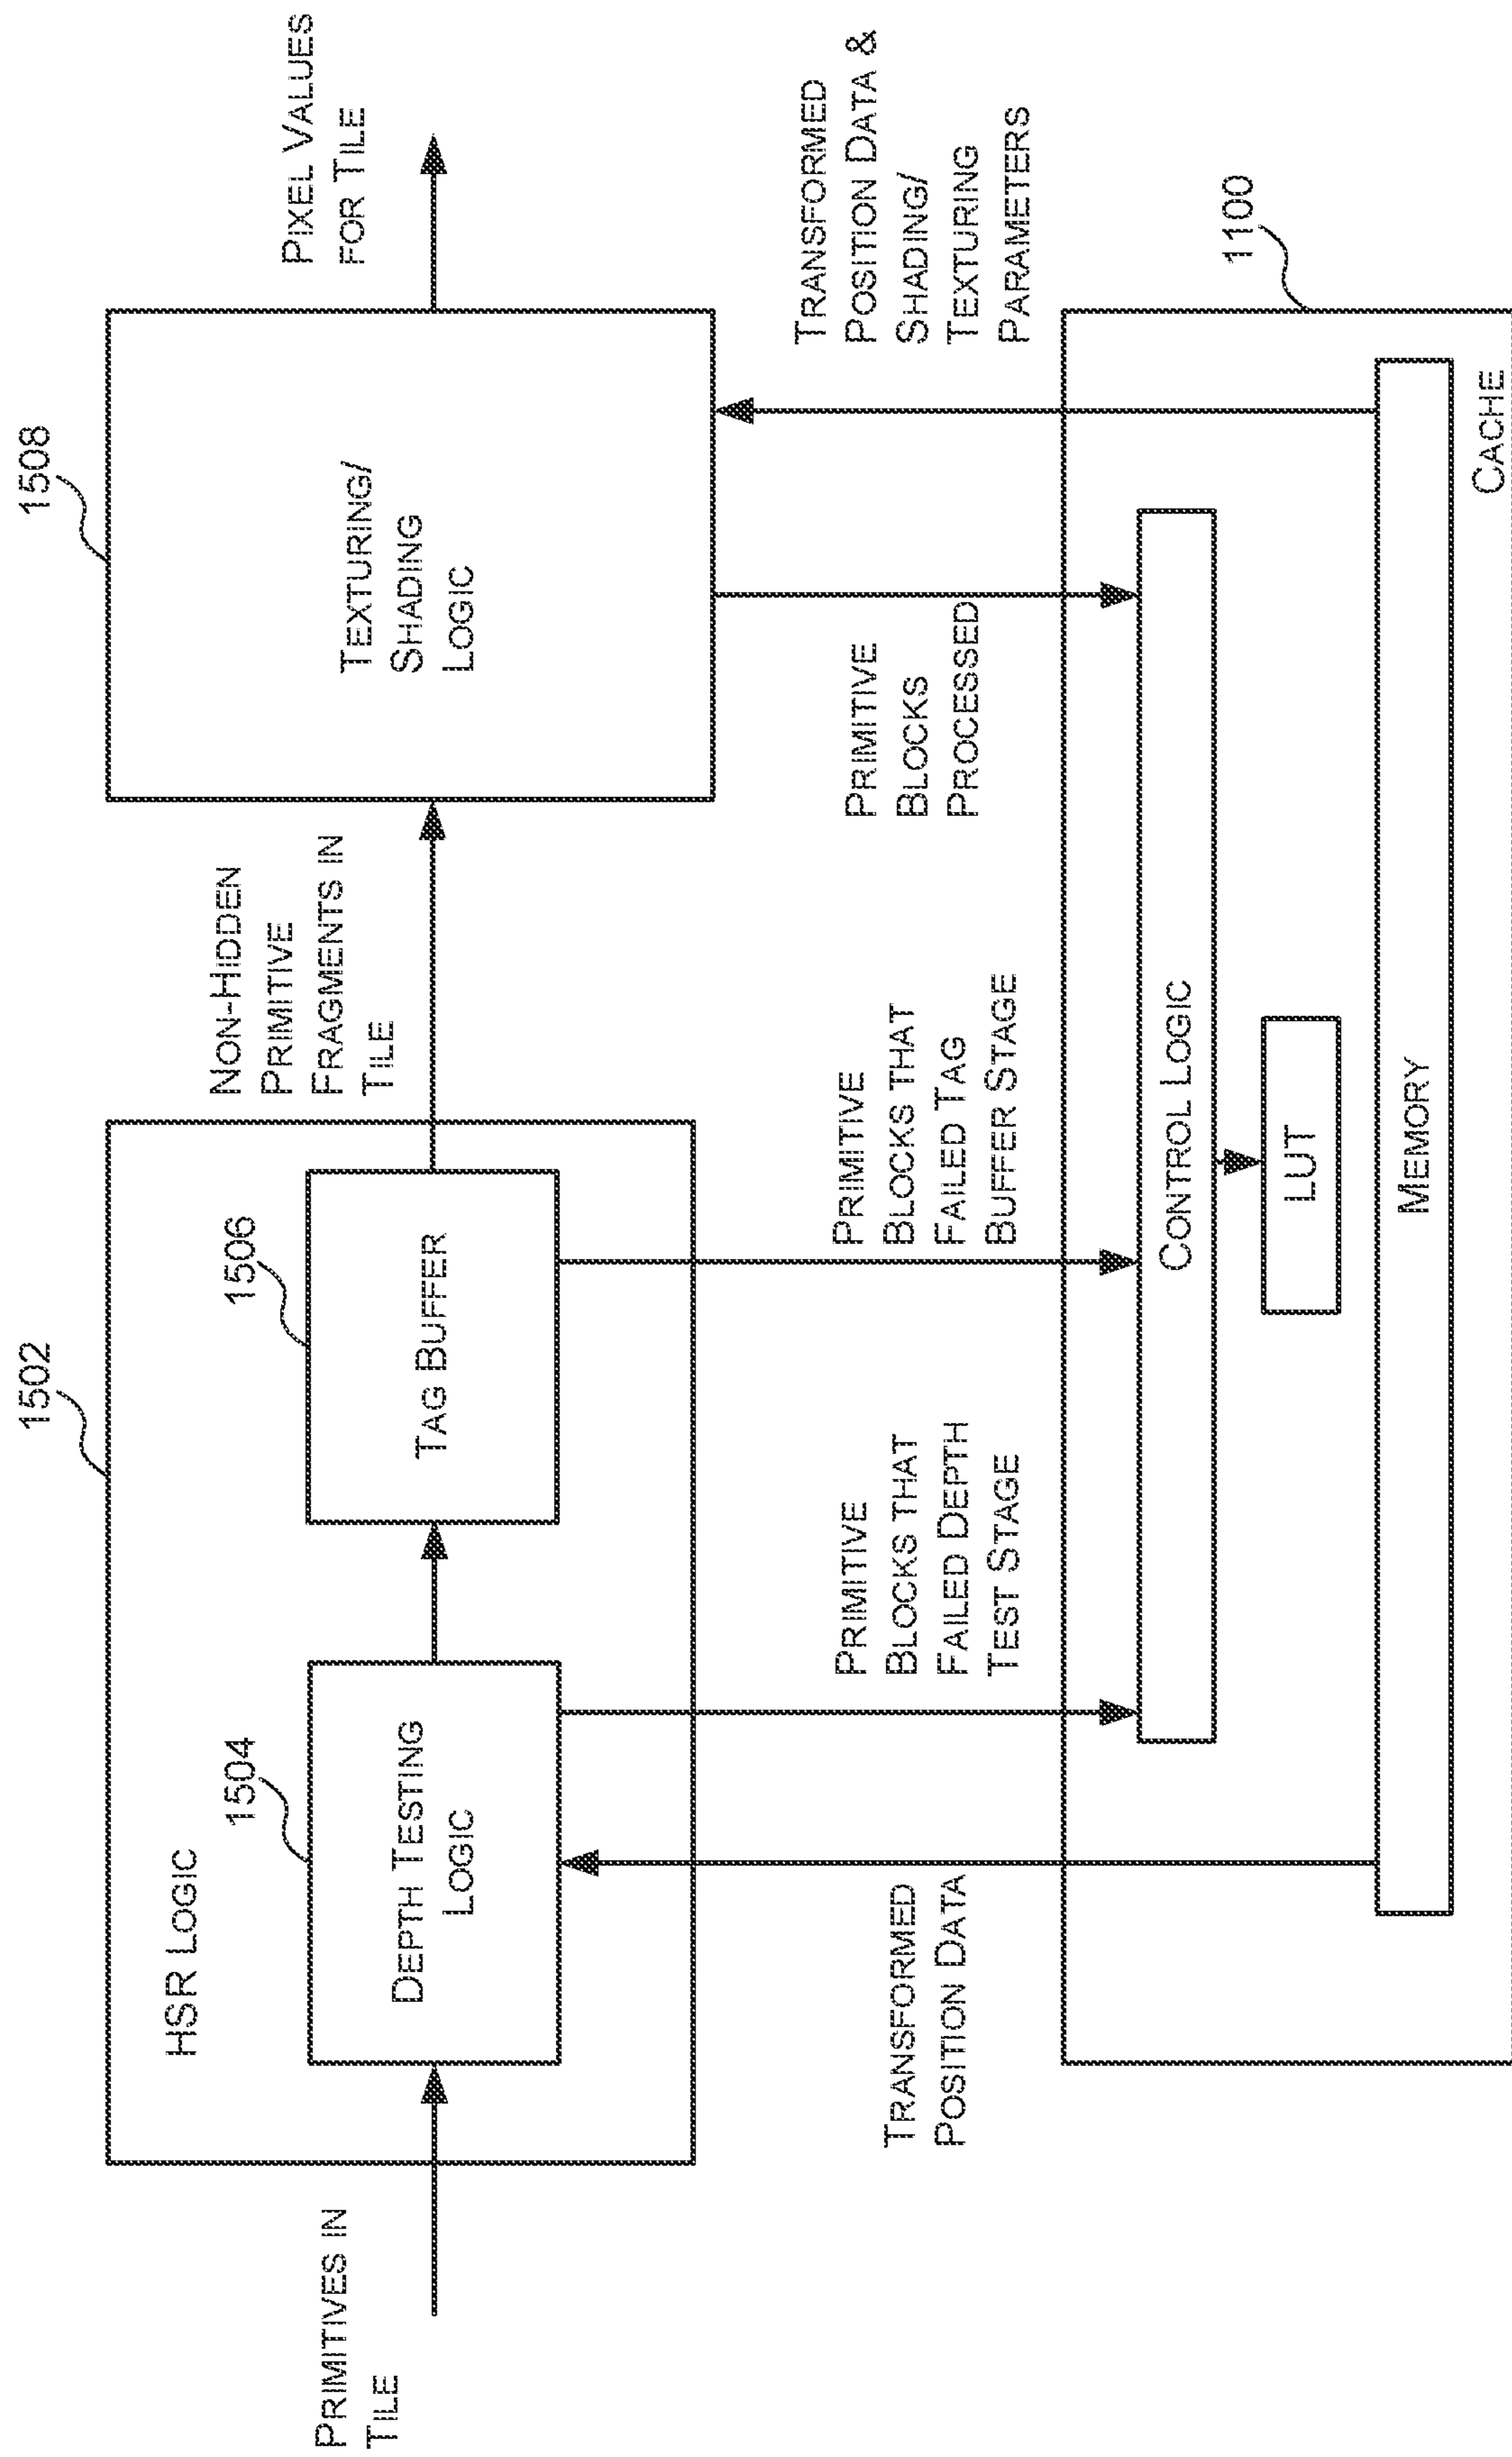 1502
1508
HSR LOGIC
1504
1506
PRIMITIVES IN
TILE
DEPTH TESTING
LOGIC
TAG BUFFER
NON-HIDDEN
PRIMITIVE
FRAGMENTS IN
TILE
TEXTURING/
SHADING
LOGIC
PIXEL VALUES
FOR TILE
TRANSFORMED
POSITION DATA
PRIMITIVE
BLOCKS THAT
FAILED DEPTH
TEST STAGE
PRIMITIVE
BLOCKS THAT
FAILED TAG
BUFFER STAGE
PRIMITIVE
BLOCKS
PROCESSED
TRANSFORMED
POSITION DATA &
SHADING/
TEXTURING
PARAMETERS
1100
CONTROL LOGIC
LUT
MEMORY
CACHE